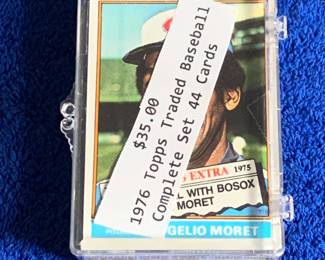 $35.00
1976 Topps Traded Baseball
Complete Set 44 Cards
EXTRA 1975
WITH BOSOX
MORET
GELIO MORET